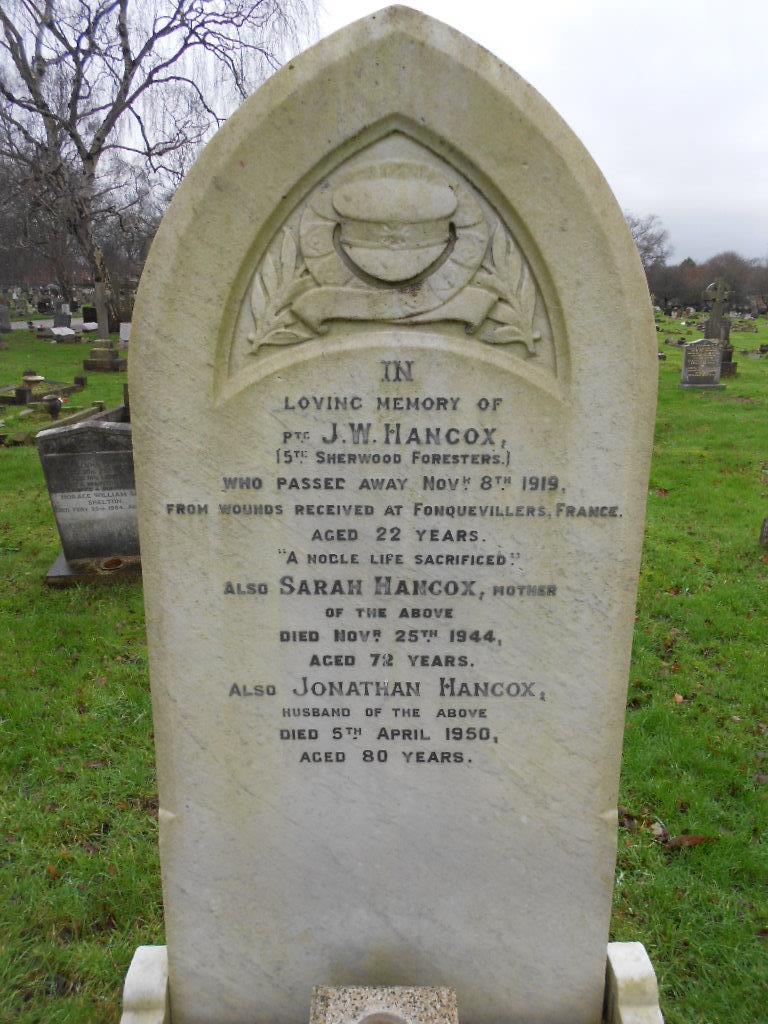 IN
LOVING MEMORY OF
PTE J.W. HANCOX,
(5TH SHERWOOD FORESTERS.)
WHO PASSED AWAY NOVR 8TH 1919,
FROM WOUNDS RECEIVED AT FONQUEVILLERS, FRANCE.
AGED 22 YEARS.
"A NOBLE LIFE SACRIFICED."
ALSO SARAH HANCOX, MOTHER
OF THE ABOVE
DIED NOVR 25TH 1944,
AGED 72 YEARS.
ALSO JONATHAN HANCOX,
HUSBAND OF THE ABOVE
DIED 5TH APRIL 1950,
AGED 80 YEARS.
HORACE WILLIAM
SHELTON